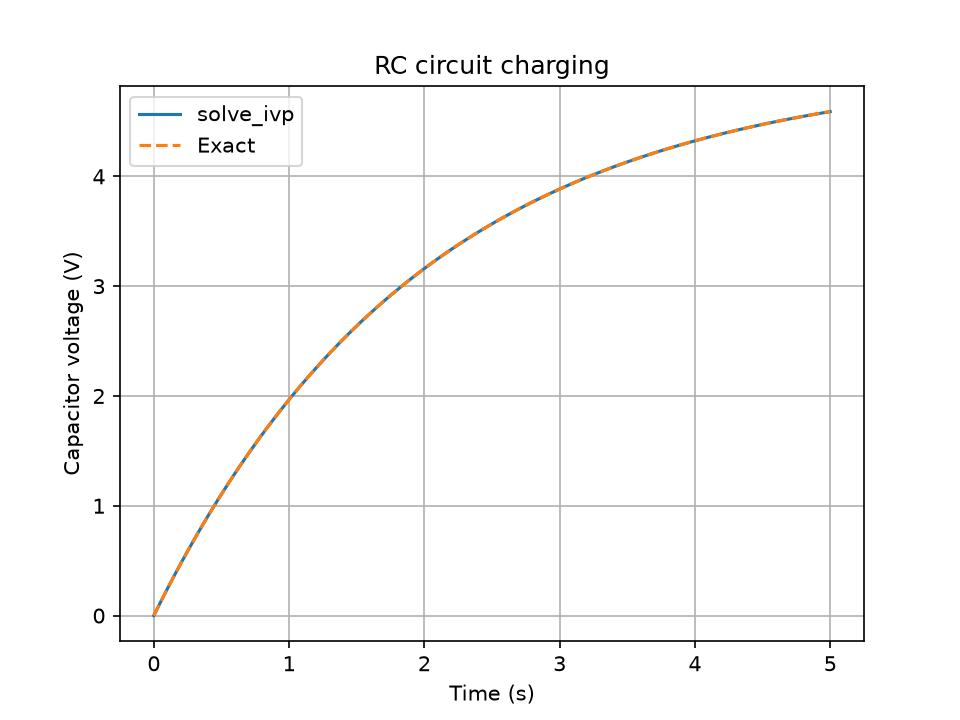 RC circuit charging
solve_ivp
Exact
Capacitor voltage (V)
4
3
2
1
0
0 1 2 3 4 5
Time (s)